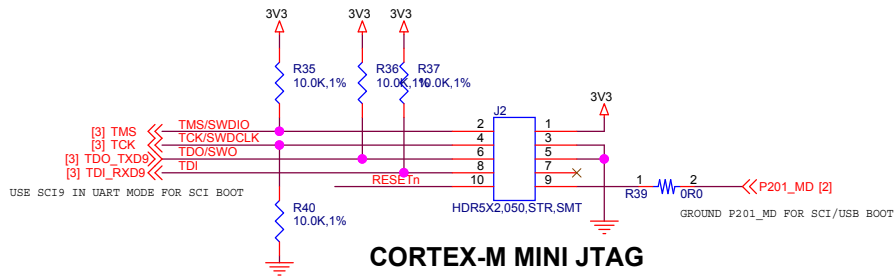 3V3 3V3 3V3
R35 R36 R37
10.0K,1% 10.0K,1% 10.0K,1%
J2 3V3
[3] TMS TMS/SWDIO 2 1
[3] TCK TCK/SWDCLK 4 3
[3] TDO_TXD9 TDO/SWO 6 5
[3] TDI_RXD9 TDI 8 7
RESETn 10 9 1 2 P201_MD [2]
R39 0R0
USE SCI9 IN UART MODE FOR SCI BOOT
HDR5X2,050,STR,SMT
GROUND P201_MD FOR SCI/USB BOOT
R40
10.0K,1%
CORTEX-M MINI JTAG